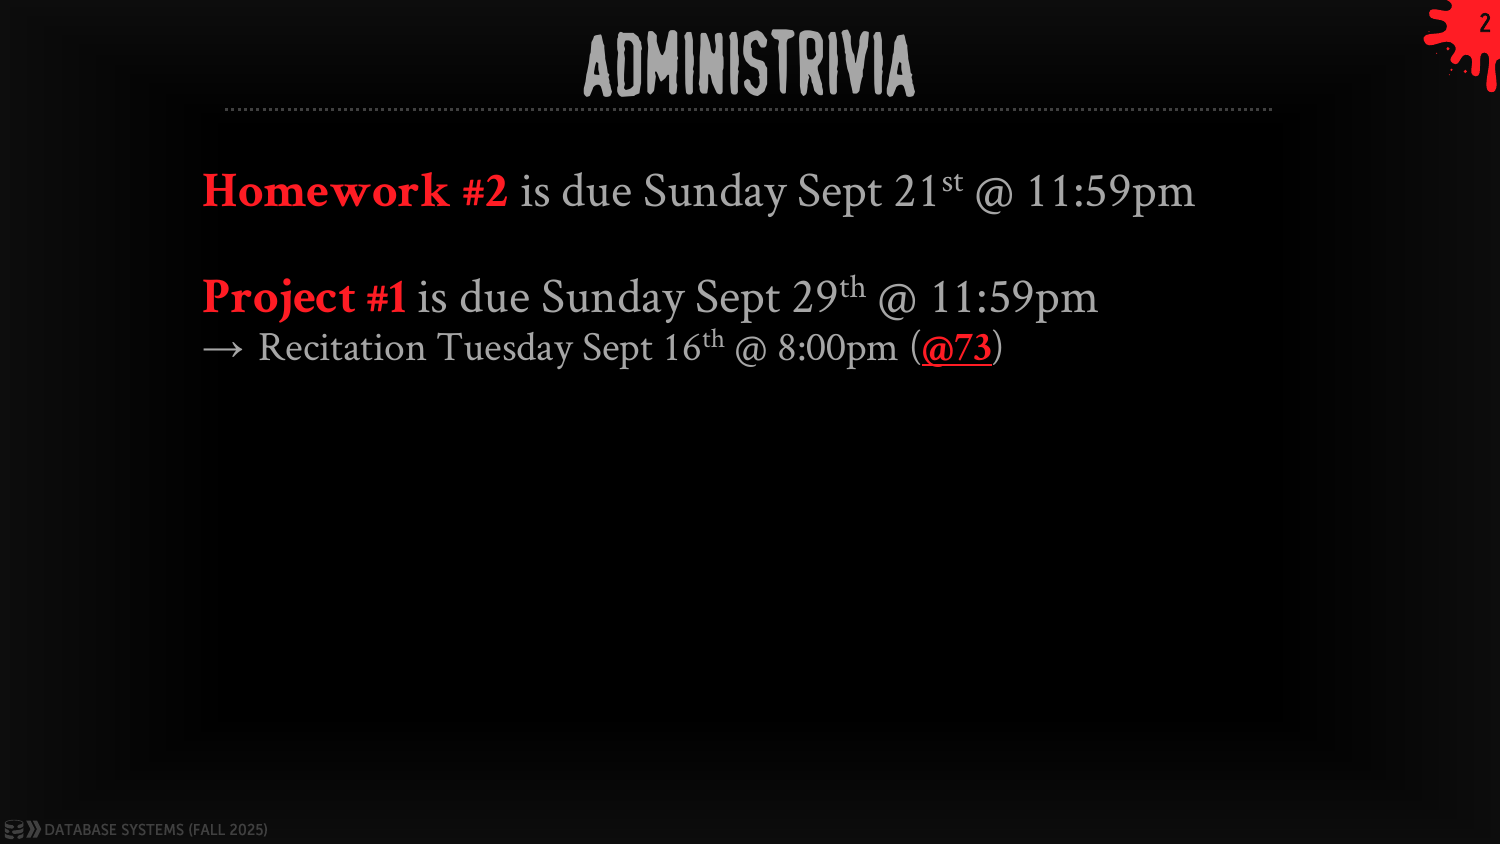 ADMINISTRIVIA
2
Homework #2 is due Sunday Sept 21st @ 11:59pm
Project #1 is due Sunday Sept 29th @ 11:59pm
→ Recitation Tuesday Sept 16th @ 8:00pm (@73)
DATABASE SYSTEMS (FALL 2025)